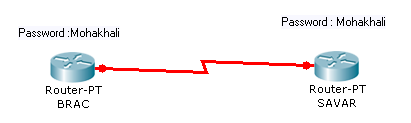 Password : Mohakhali
Password :Mohakhali
Router-PT
BRAC
Router-PT
SAVAR